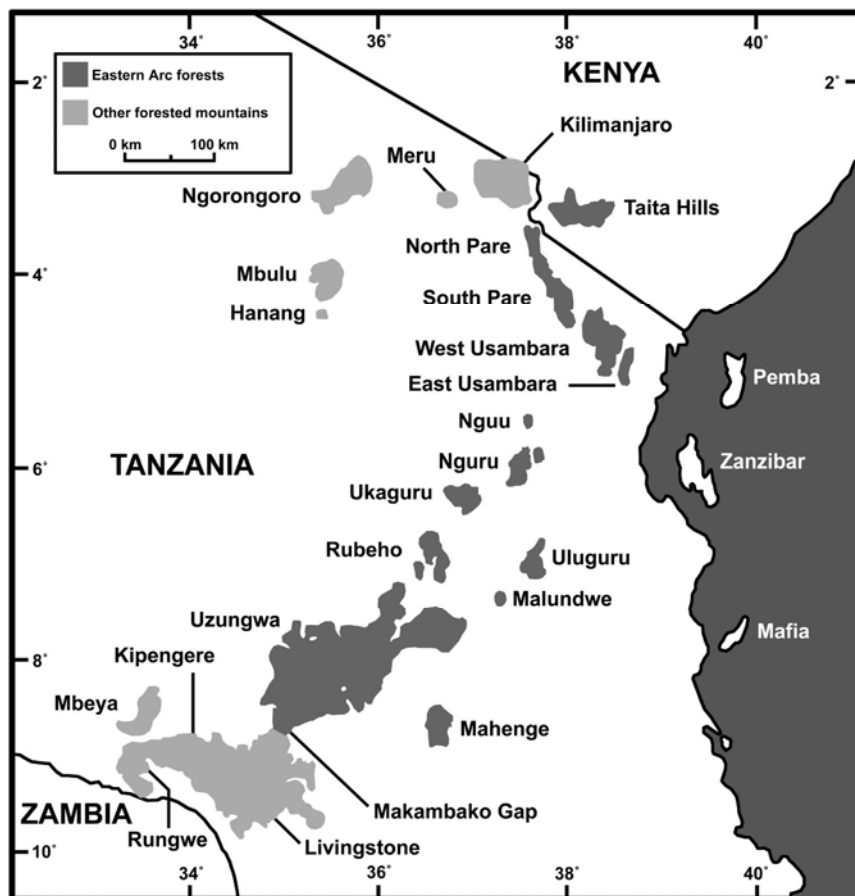 34°
36°
38°
40°
2°
2°
Eastern Arc forests
Other forested mountains
0 km
100 km
KENYA
Kilimanjaro
Meru
Ngorongoro
Taita Hills
North Pare
4°
Mbulu
South Pare
Hanang
West Usambara
East Usambara
Pemba
Nguu
TANZANIA
Nguru
Zanzibar
6°
6°
Ukaguru
Rubeho
Uluguru
Malundwe
Uzungwa
Mafia
Kipengere
8°
8°
Mbeya
Mahenge
ZAMBIA
Makambako Gap
Rungwe
Livingstone
10°
34°
36°
38°
40°